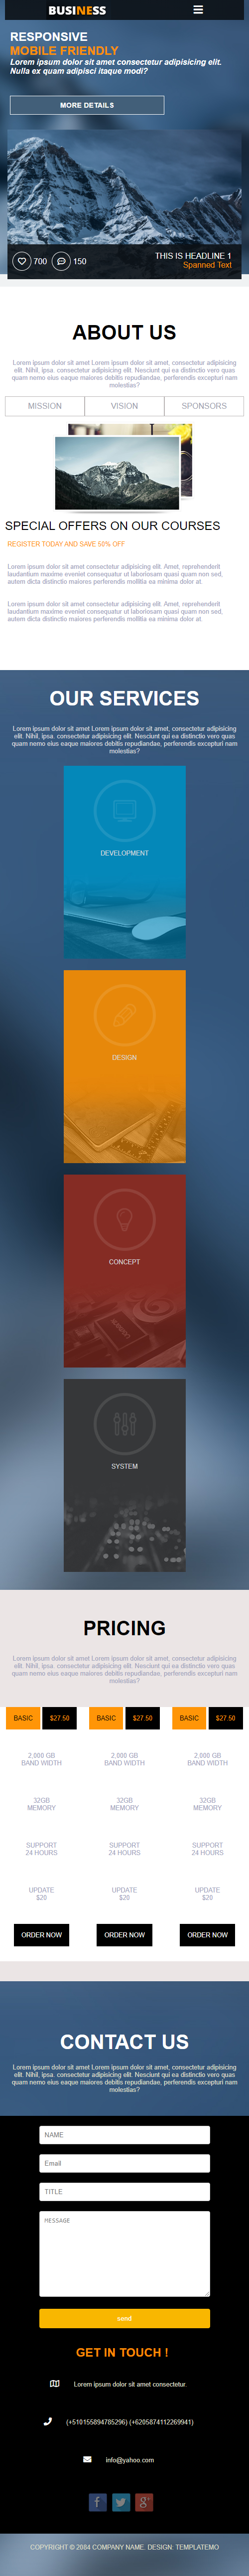 BUSINESS
RESPONSIVE
MOBILE FRIENDLY
Lorem ipsum dolor sit amet, consectetur adipisicing elit.
Nulla ex quam adipisci itaque modi?
MORE DETAILS
700 150
THIS IS HEADLINE 1
Spanned Text
ABOUT US
Lorem ipsum dolor sit amet Lorem ipsum dolor sit amet, consectetur adipisicing
elit. Nihil, ipsa. consectetur adipisicing elit. Nesciunt qui ea distinctio vero quas
quam nemo eius eaque maiores debitis repudiandae, perferendis excepturi nam
molestias?
MISSION VISION SPONSORS
SPECIAL OFFERS ON OUR COURSES
REGISTER TODAY AND SAVE 50% OFF
Lorem ipsum dolor sit amet consectetur adipisicing elit. Amet, reprehenderit
laudantium maxime eveniet consequatur ut laboriosam quasi quam non sed,
autem dicta distinctio maiores perferendis mollitia ea minima dolor at.
Lorem ipsum dolor sit amet consectetur adipisicing elit. Amet, reprehenderit
laudantium maxime eveniet consequatur ut laboriosam quasi quam non sed,
autem dicta distinctio maiores perferendis mollitia ea minima dolor at.
OUR SERVICES
Lorem ipsum dolor sit amet Lorem ipsum dolor sit amet, consectetur adipisicing
elit. Nihil, ipsa. consectetur adipisicing elit. Nesciunt qui ea distinctio vero quas
quam nemo eius eaque maiores debitis repudiandae, perferendis excepturi nam
molestias?
DEVELOPMENT
DESIGN
CONCEPT
SYSTEM
PRICING
Lorem ipsum dolor sit amet Lorem ipsum dolor sit amet, consectetur adipisicing
elit. Nihil, ipsa. consectetur adipisicing elit. Nesciunt qui ea distinctio vero quas
quam nemo eius eaque maiores debitis repudiandae, perferendis excepturi nam
molestias?
BASIC $27.50 BASIC $27.50 BASIC $27.50
2,000 GB 2,000 GB 2,000 GB
BAND WIDTH BAND WIDTH BAND WIDTH
32GB 32GB 32GB
MEMORY MEMORY MEMORY
SUPPORT SUPPORT SUPPORT
24 HOURS 24 HOURS 24 HOURS
UPDATE UPDATE UPDATE
$20 $20 $20
ORDER NOW ORDER NOW ORDER NOW
CONTACT US
Lorem ipsum dolor sit amet Lorem ipsum dolor sit amet, consectetur adipisicing
elit. Nihil, ipsa. consectetur adipisicing elit. Nesciunt qui ea distinctio vero quas
quam nemo eius eaque maiores debitis repudiandae, perferendis excepturi nam
molestias?
NAME
Email
TITLE
MESSAGE
send
GET IN TOUCH !
Lorem ipsum dolor sit amet consectetur.
(+510155894785296) (+6205874112269941)
info@yahoo.com
COPYRIGHT © 2084 COMPANY NAME. DESIGN: TEMPLATEMO